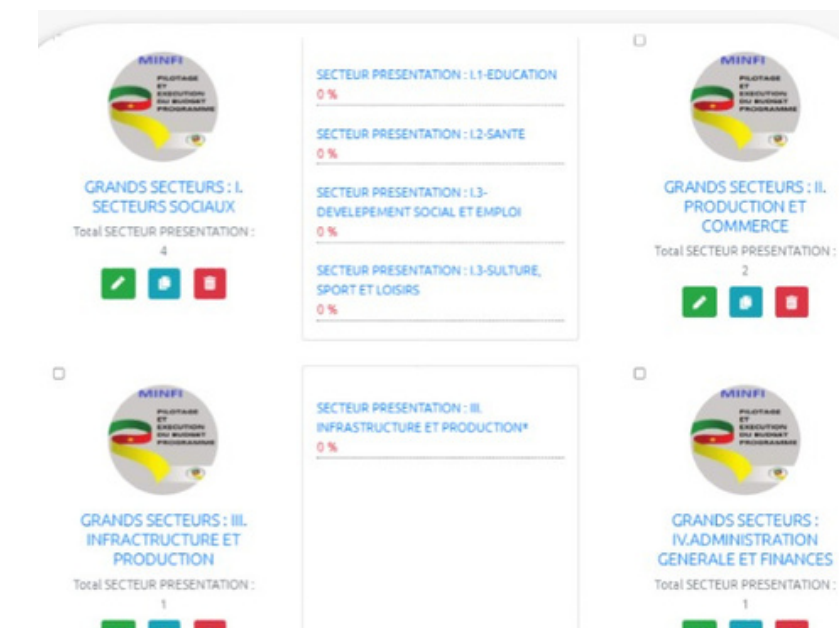 MINFI
PILOTAGE
ET
EXECUTION
DU BUDGET
PROGRAMME
GRANDS SECTEURS : I.
SECTEURS SOCIAUX
Total SECTEUR PRESENTATION :
4
SECTEUR PRESENTATION : I.1-EDUCATION
0 %
SECTEUR PRESENTATION : I.2-SANTE
0 %
SECTEUR PRESENTATION : I.3-
DEVELEPEMENT SOCIAL ET EMPLOI
0 %
SECTEUR PRESENTATION : I.3-SULTURE,
SPORT ET LOISIRS
0 %
MINFI
PILOTAGE
ET
EXECUTION
DU BUDGET
PROGRAMME
GRANDS SECTEURS : II.
PRODUCTION ET
COMMERCE
Total SECTEUR PRESENTATION :
2
MINFI
PILOTAGE
ET
EXECUTION
DU BUDGET
PROGRAMME
GRANDS SECTEURS : III.
INFRACTRUCTURE ET
PRODUCTION
Total SECTEUR PRESENTATION :
1
SECTEUR PRESENTATION : III.
INFRASTRUCTURE ET PRODUCTION*
0 %
MINFI
PILOTAGE
ET
EXECUTION
DU BUDGET
PROGRAMME
GRANDS SECTEURS :
IV.ADMINISTRATION
GENERALE ET FINANCES
Total SECTEUR PRESENTATION :
1